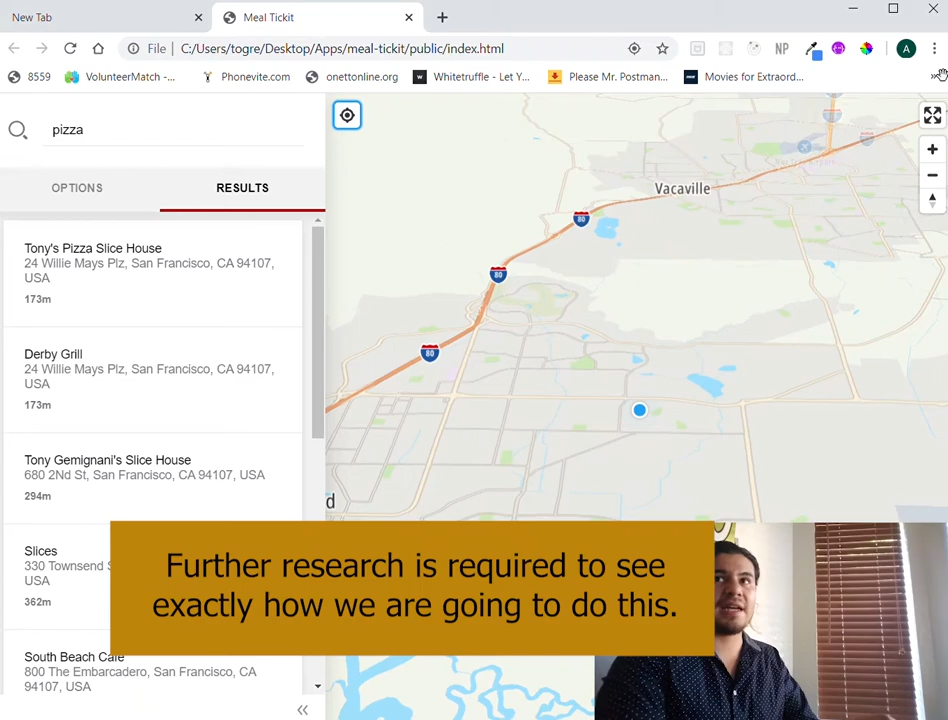 New Tab
Meal Tickit
File C:/Users/togre/Desktop/Apps/meal-tickit/public/index.html
NP
A
8559
VolunteerMatch -...
Phonevite.com
onettonline.org
Whitetruffle - Let Y...
Please Mr. Postman...
Movies for Extraord...
pizza
OPTIONS
RESULTS
Tony's Pizza Slice House
24 Willie Mays Plz, San Francisco, CA 94107,
USA
173m
Derby Grill
24 Willie Mays Plz, San Francisco, CA 94107,
USA
173m
Tony Gemignani's Slice House
680 2Nd St, San Francisco, CA 94107, USA
294m
Slices
330 Townsend S
USA
362m
South Beach Cafe
800 The Embarcadero, San Francisco, CA
94107, USA
Vacaville
80
80
80
d
Further research is required to see
exactly how we are going to do this.